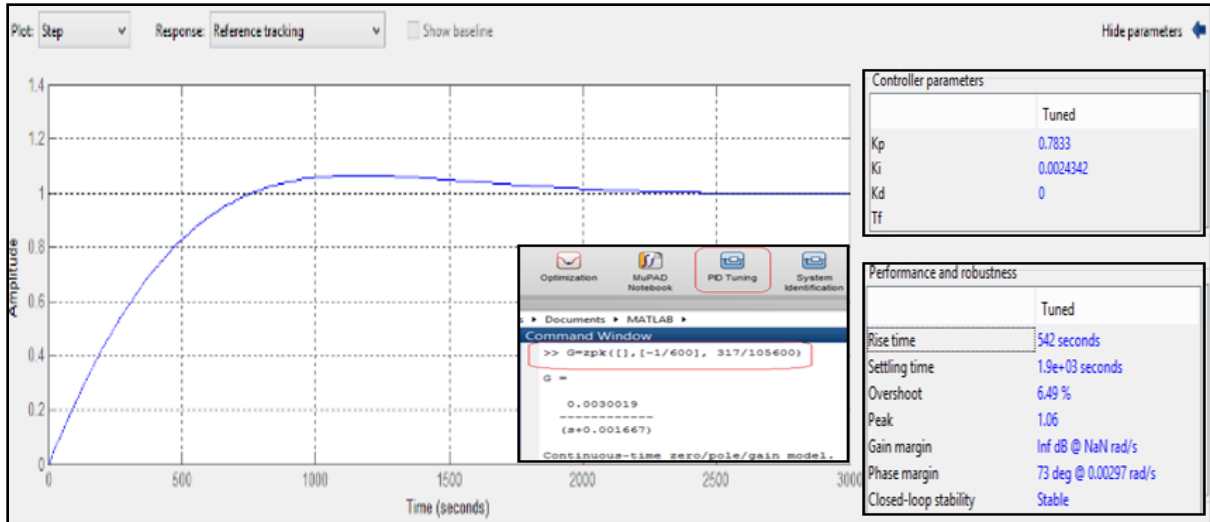 Plot: Step Response: Reference tracking Show baseline Hide parameters
1.4
1.2
1
0.8
0.6
0.4
0.2
0
Amplitude
0 500 1000 1500 2000 2500 3000
Time (seconds)
Optimization MuPAD Notebook PID Tuning System Identification
s ▸ Documents ▸ MATLAB ▸
Command Window
>> G=zpk([],[-1/600], 317/105600)
G =
0.0030019
------------
(s+0.001667)
Continuous-time zero/pole/gain model.
Controller parameters
Tuned
Kp 0.7833
Ki 0.0024342
Kd 0
Tf
Performance and robustness
Tuned
Rise time 542 seconds
Settling time 1.9e+03 seconds
Overshoot 6.49 %
Peak 1.06
Gain margin Inf dB @ NaN rad/s
Phase margin 73 deg @ 0.00297 rad/s
Closed-loop stability Stable